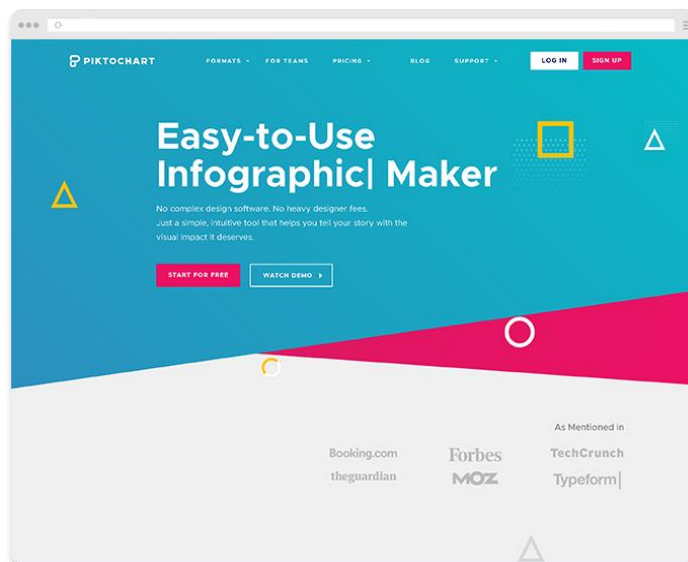 PIKTOCHART FORMATS FOR TEAMS PRICING BLOG SUPPORT LOG IN SIGN UP
Easy-to-Use
Infographic| Maker
No complex design software. No heavy designer fees.
Just a simple, intuitive tool that helps you tell your story with the
visual impact it deserves.
START FOR FREE WATCH DEMO
As Mentioned in
Booking.com Forbes TechCrunch
theguardian MOZ Typeform|